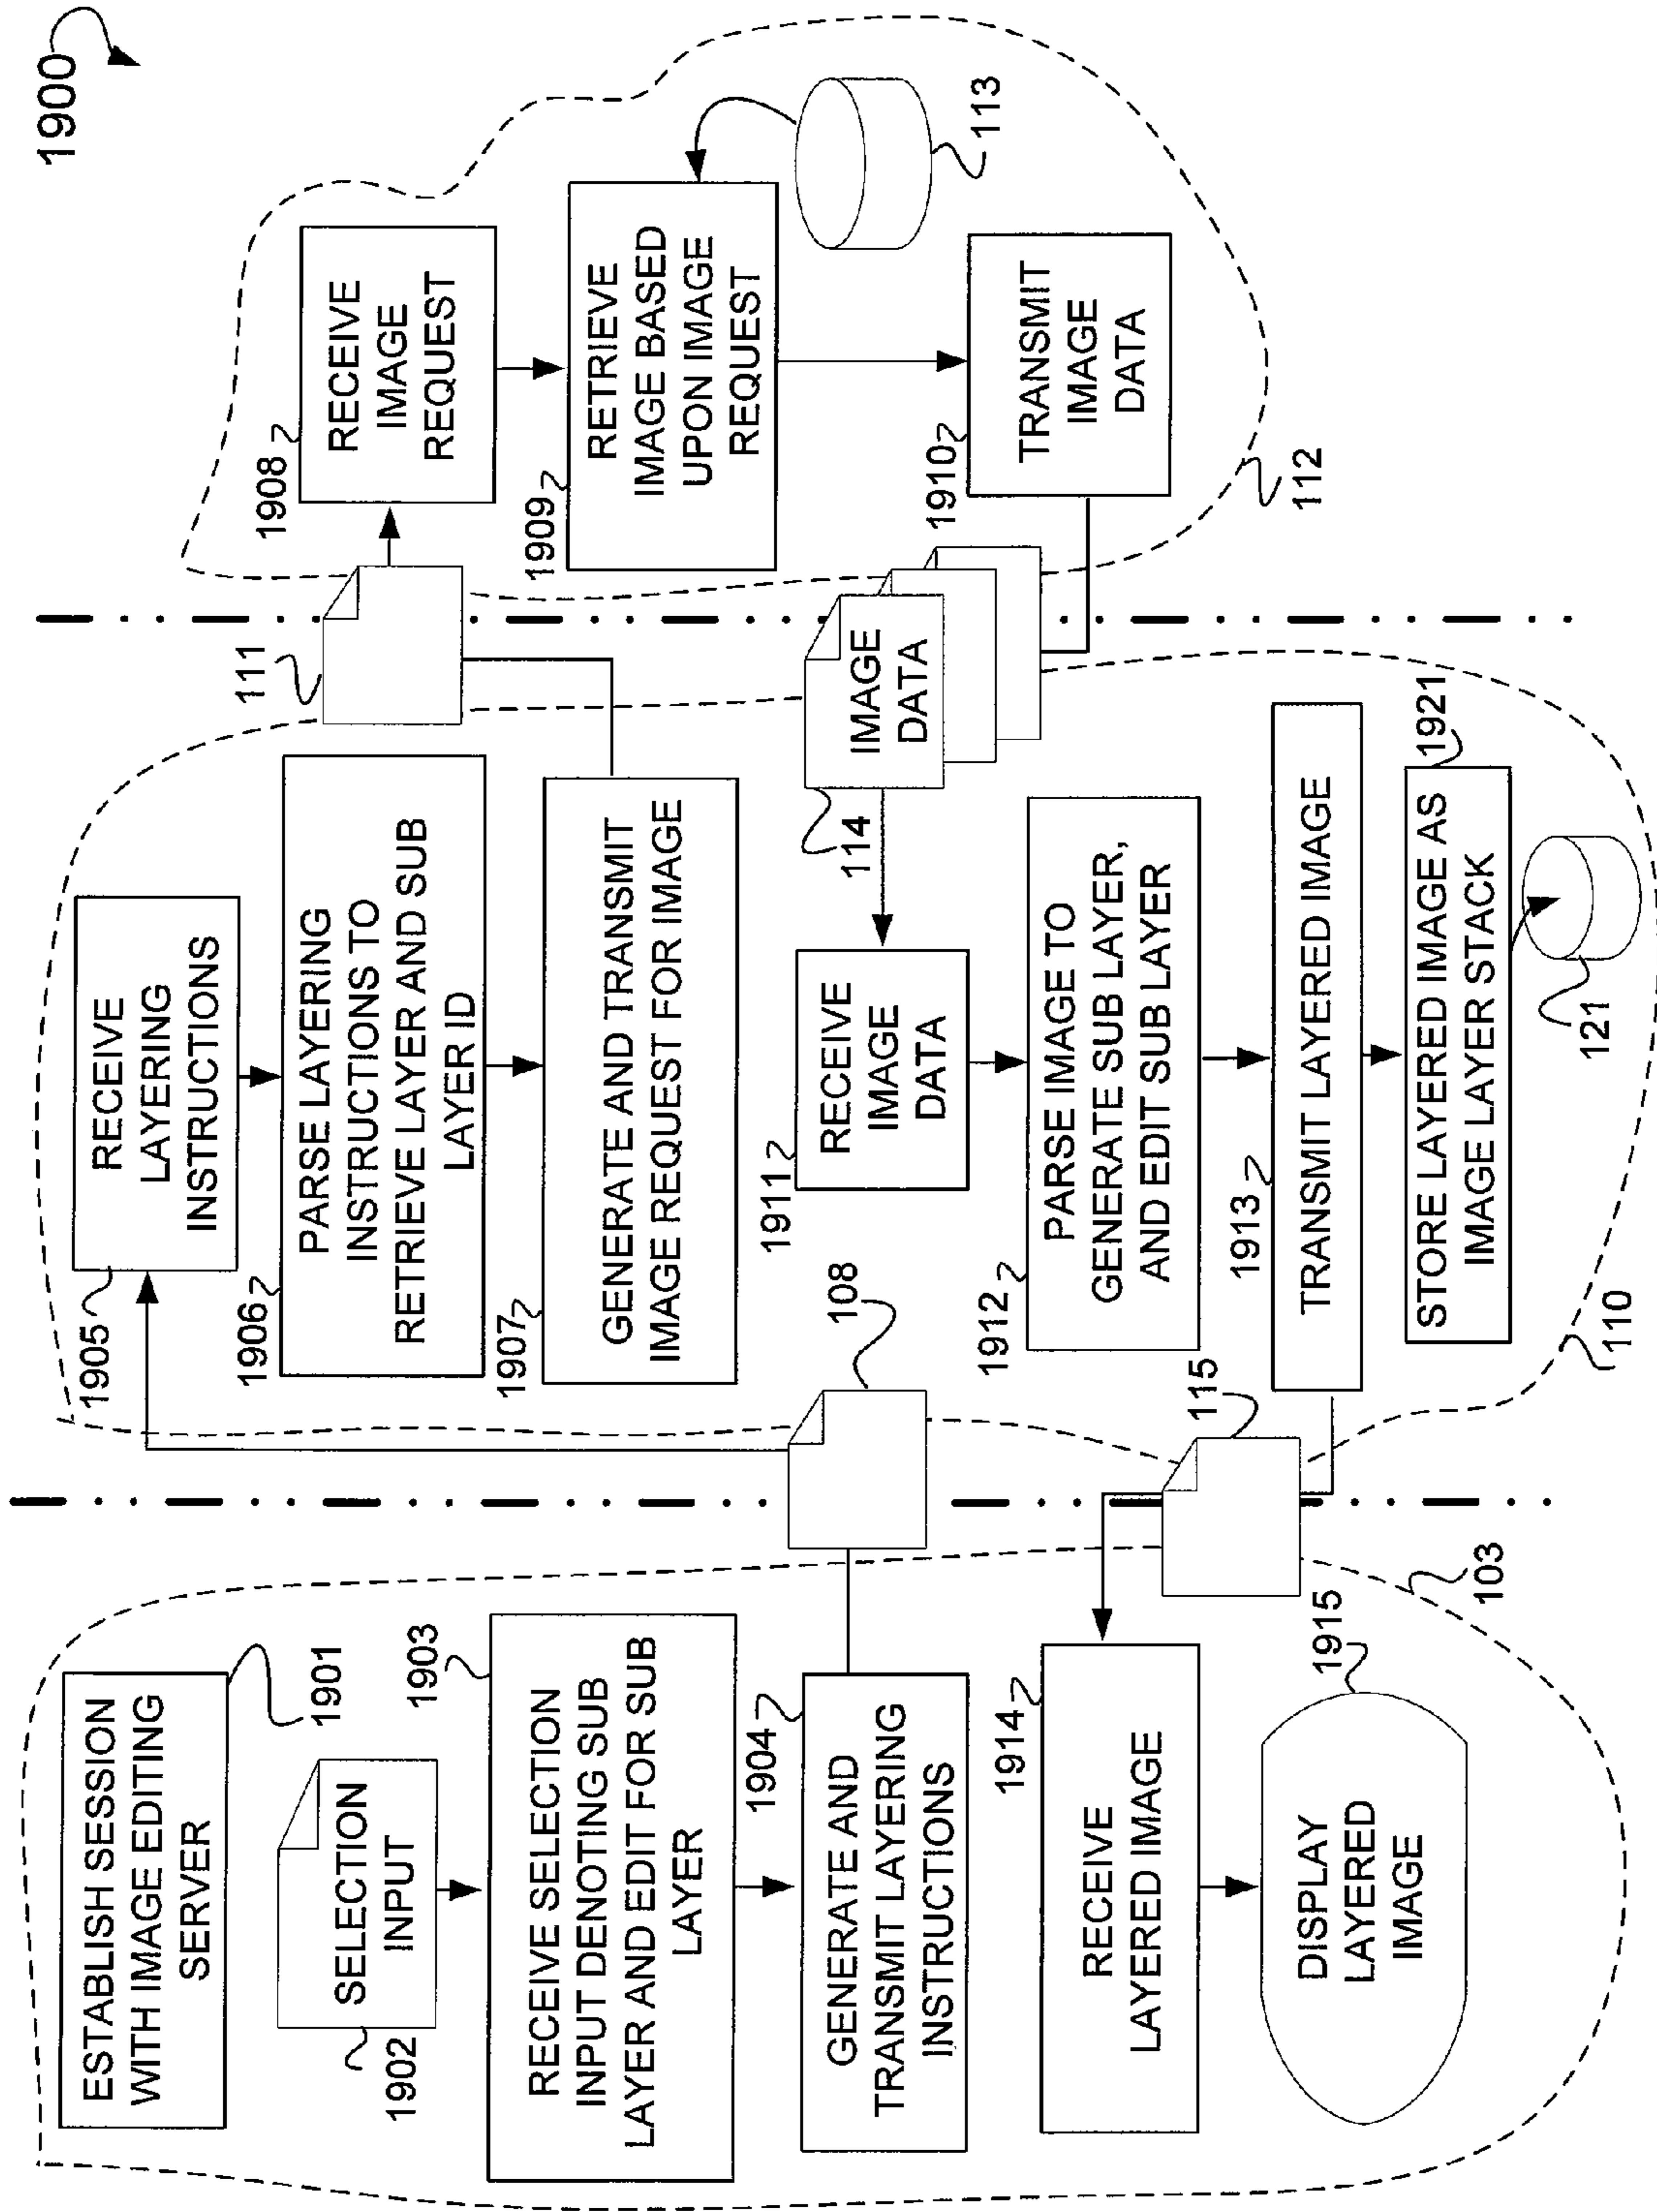 1900
ESTABLISH SESSION
WITH IMAGE EDITING
SERVER
1901
SELECTION
INPUT
1902
1903
RECEIVE SELECTION
INPUT DENOTING SUB
LAYER AND EDIT FOR SUB
LAYER
1904
GENERATE AND
TRANSMIT LAYERING
INSTRUCTIONS
1914
RECEIVE
LAYERED IMAGE
1915
DISPLAY
LAYERED
IMAGE
103
108
115
1905
RECEIVE
LAYERING
INSTRUCTIONS
1906
PARSE LAYERING
INSTRUCTIONS TO
RETRIEVE LAYER AND SUB
LAYER ID
1907
GENERATE AND TRANSMIT
IMAGE REQUEST FOR IMAGE
1911
RECEIVE
IMAGE
DATA
1912
PARSE IMAGE TO
GENERATE SUB LAYER,
AND EDIT SUB LAYER
1913
TRANSMIT LAYERED IMAGE
STORE LAYERED IMAGE AS
IMAGE LAYER STACK
1921
121
110
111
114
IMAGE
DATA
1908
RECEIVE
IMAGE
REQUEST
1909
RETRIEVE
IMAGE BASED
UPON IMAGE
REQUEST
113
1910
TRANSMIT
IMAGE
DATA
112